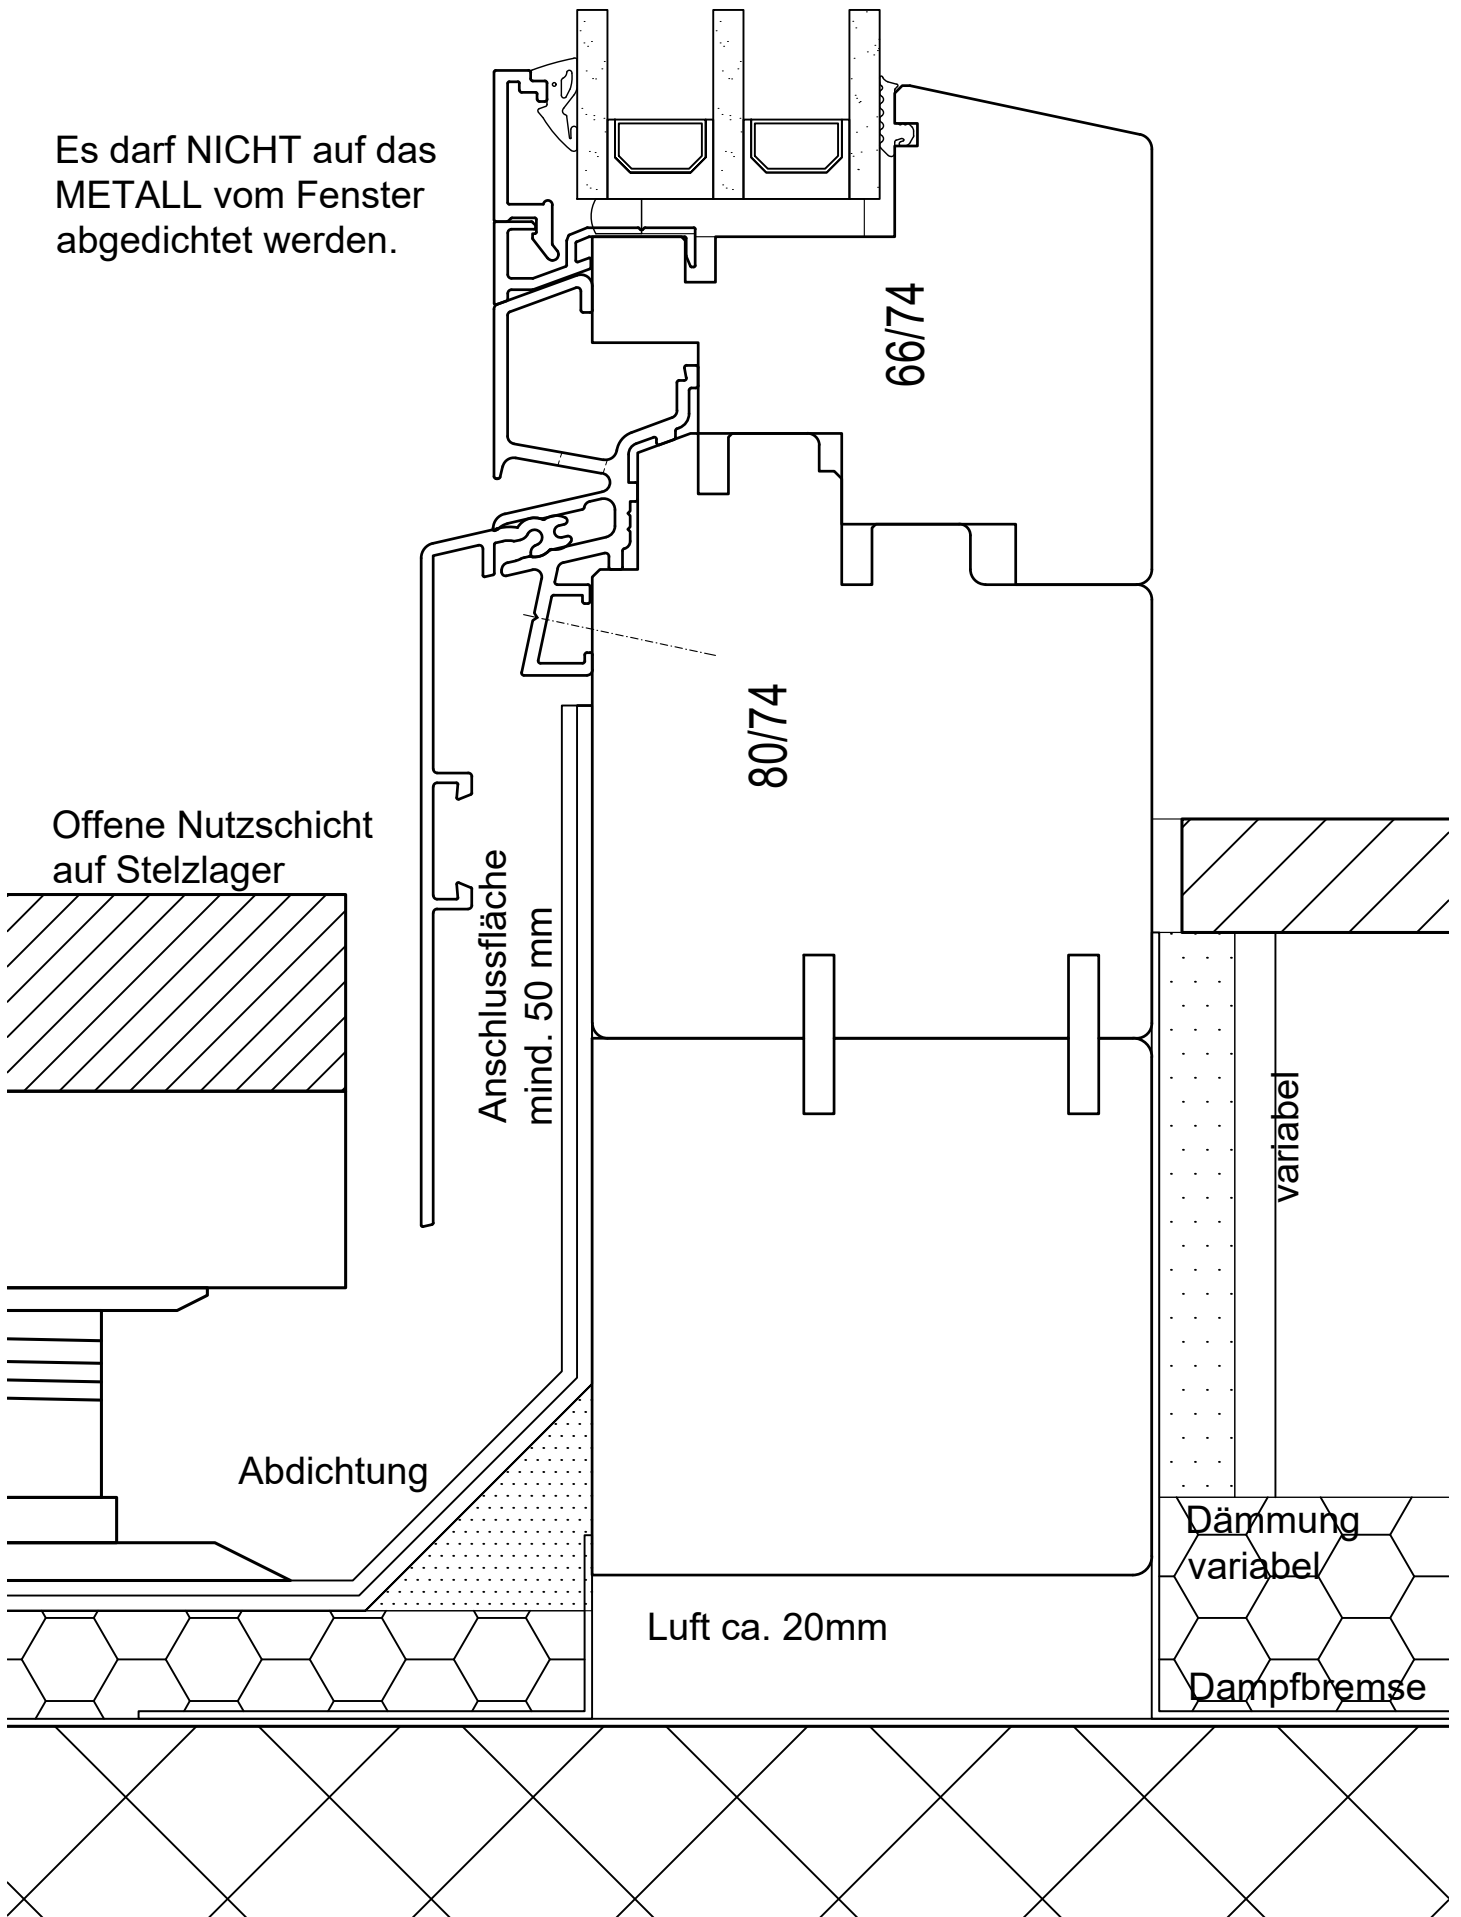 Es darf NICHT auf das
METALL vom Fenster
abgedichtet werden.
66/74
80/74
Offene Nutzschicht
auf Stelzlager
Anschlussfläche
mind. 50 mm
variabel
Abdichtung
Dämmung
variabel
Luft ca. 20mm
Dampfbremse